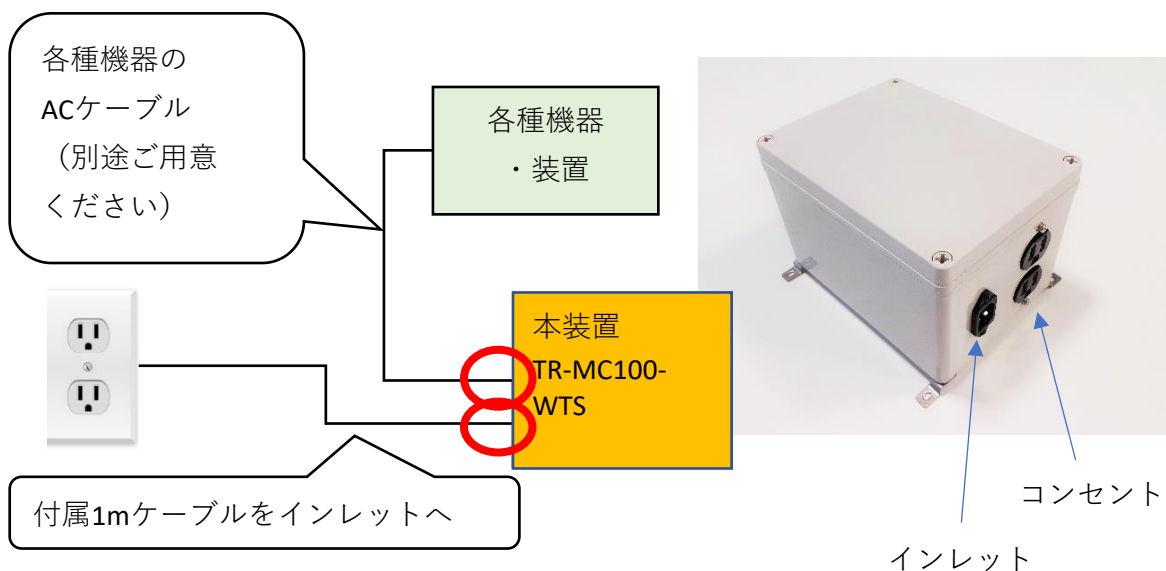 各種機器の
ACケーブル
（別途ご用意
ください）
各種機器
・装置
本装置
TR-MC100-
WTS
付属1mケーブルをインレットへ
コンセント
インレット